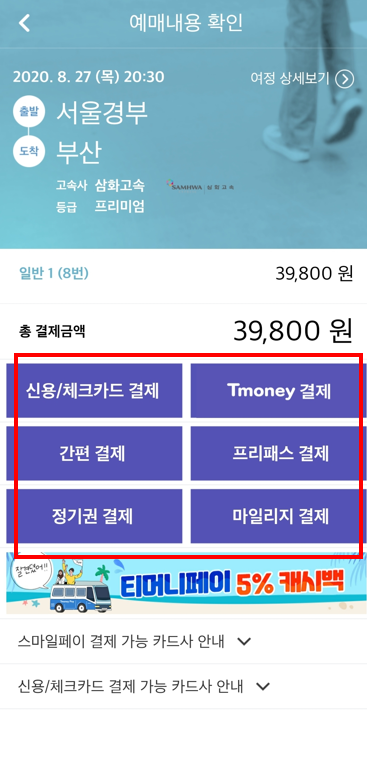 예매내용 확인
2020. 8. 27 (목) 20:30
여정 상세보기
출발 서울경부
도착 부산
고속사 삼화고속 SAMHWA 삼화고속
등급 프리미엄
일반 1 (8번) 39,800 원
총 결제금액 39,800 원
신용/체크카드 결제 Tmoney 결제
간편 결제 프리패스 결제
정기권 결제 마일리지 결제
잘컸었어!! 티머니페이 5% 캐시백
스마일페이 결제 가능 카드사 안내
신용/체크카드 결제 가능 카드사 안내